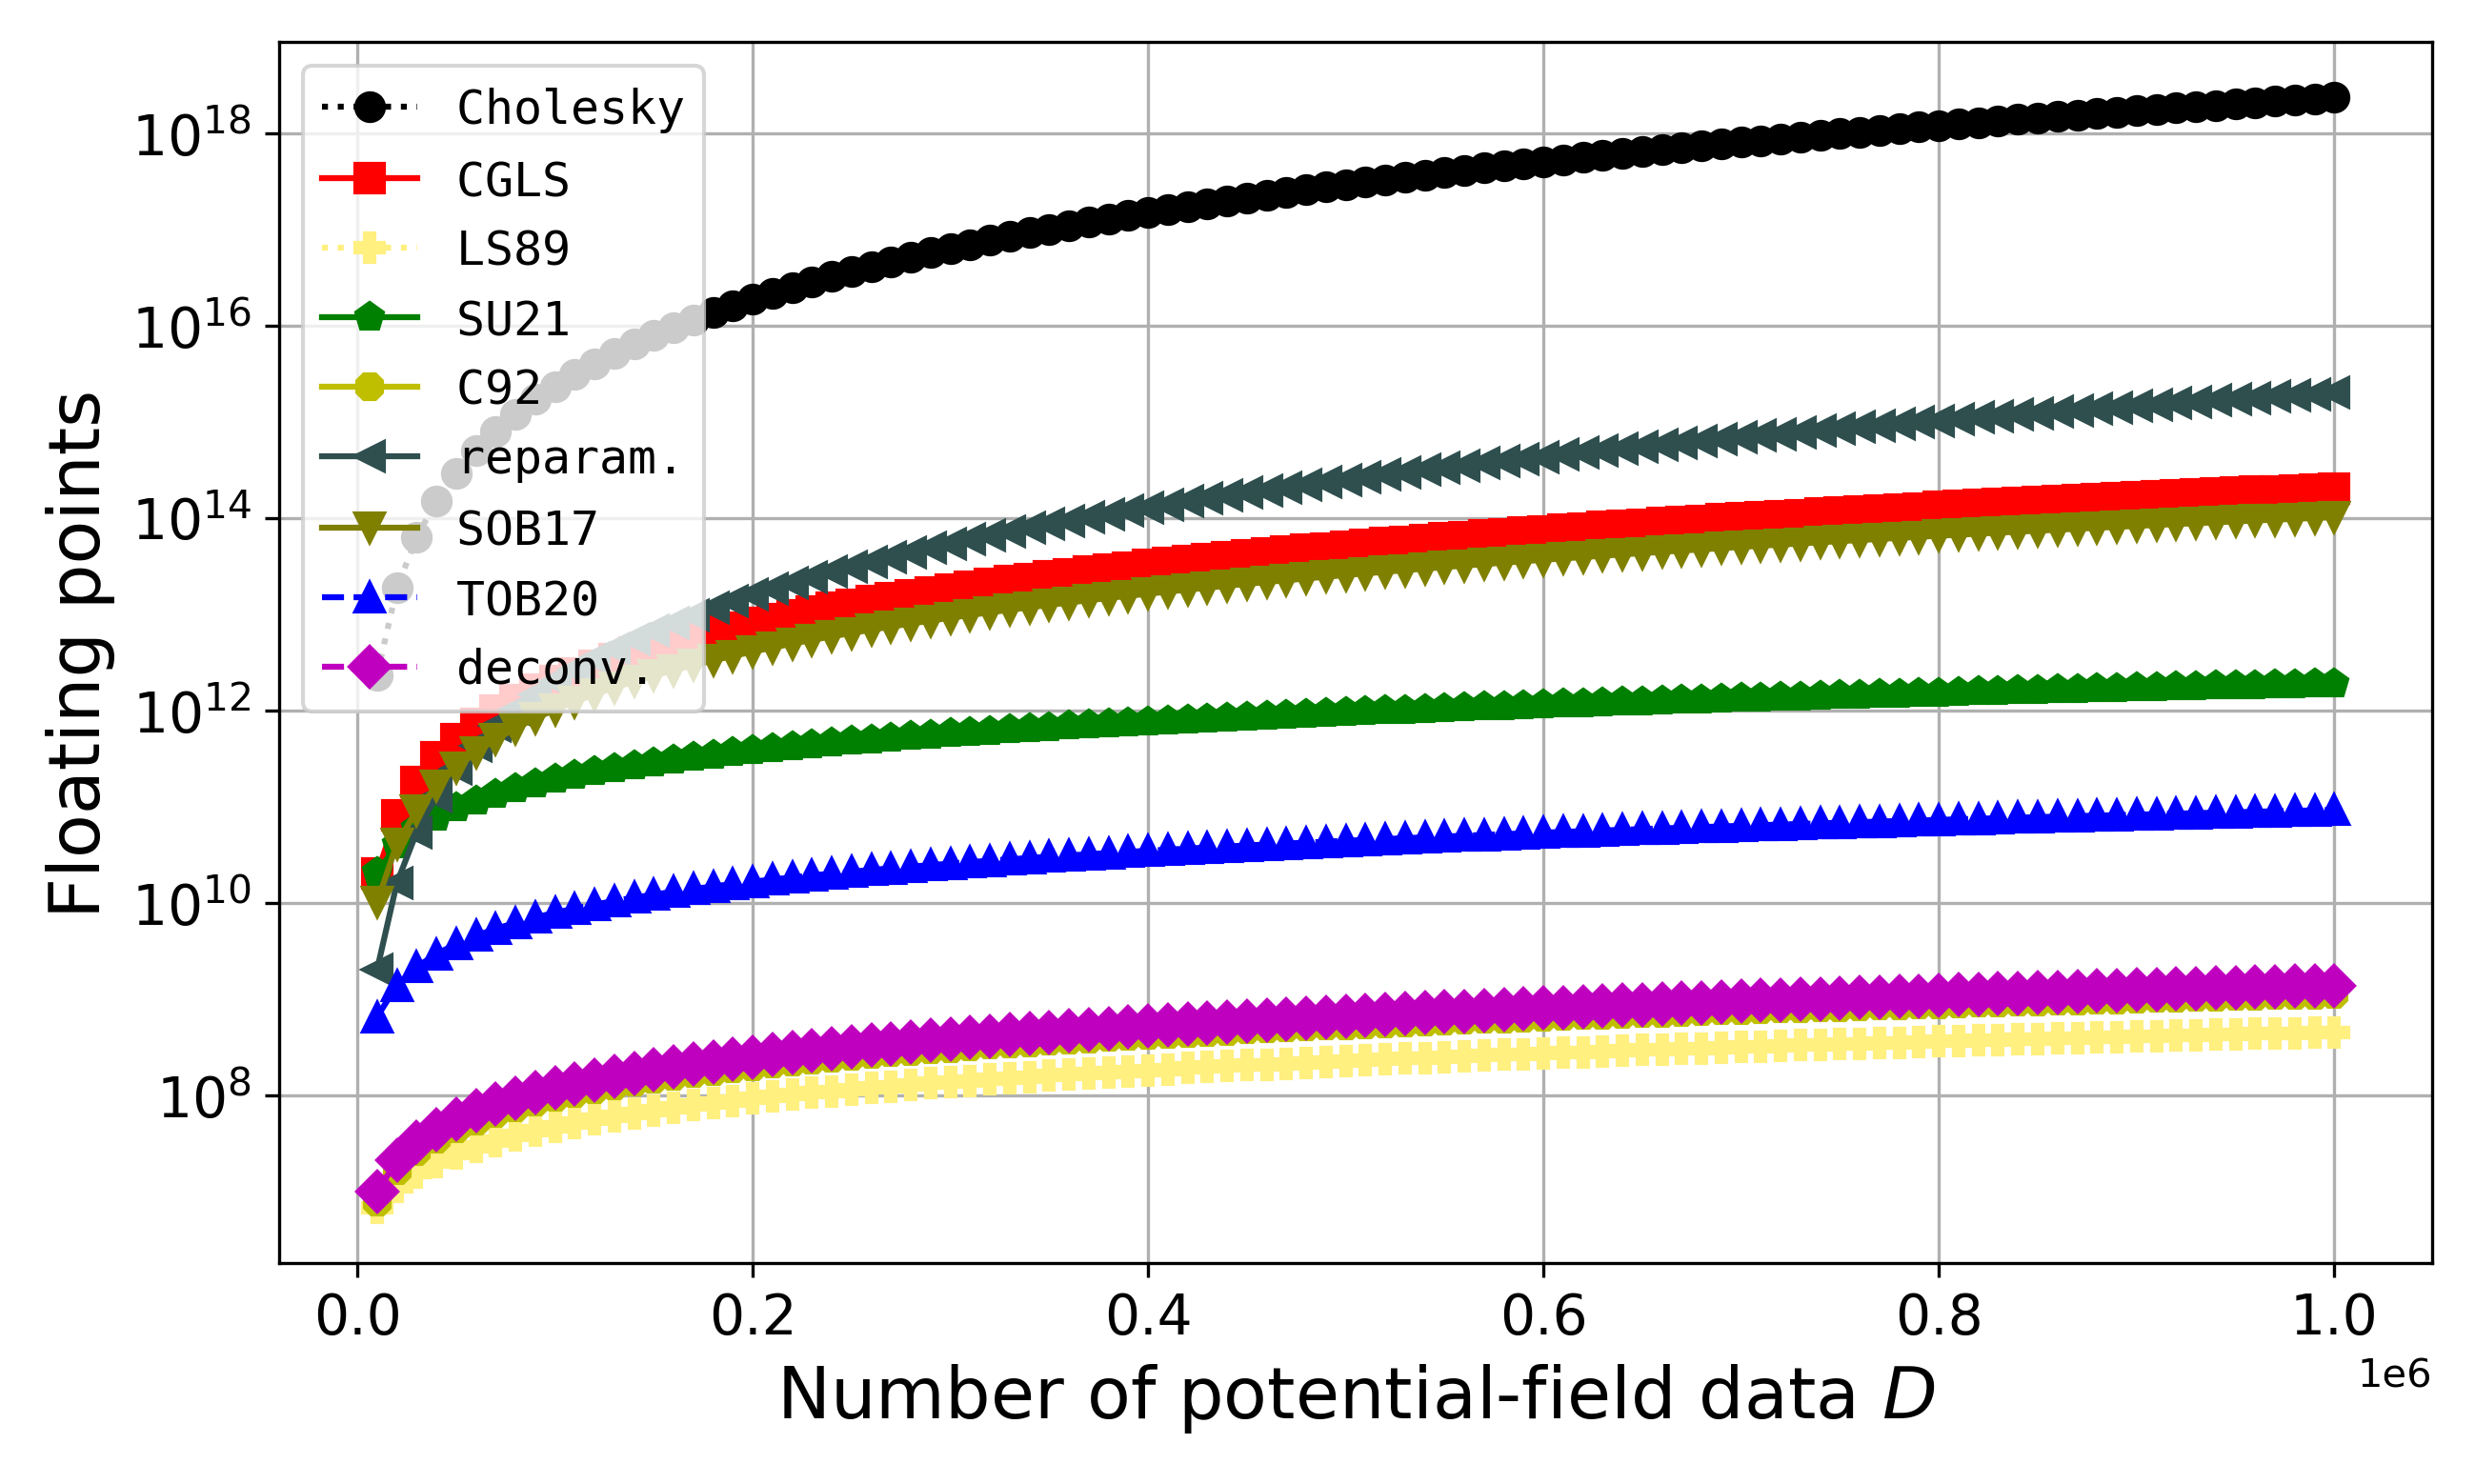 Cholesky
CGLS
LS89
SU21
C92
reparam.
SOB17
TOB20
deconv.
10^18
10^16
10^14
10^12
10^10
10^8
Floating points
0.0 0.2 0.4 0.6 0.8 1.0
1e6
Number of potential-field data D